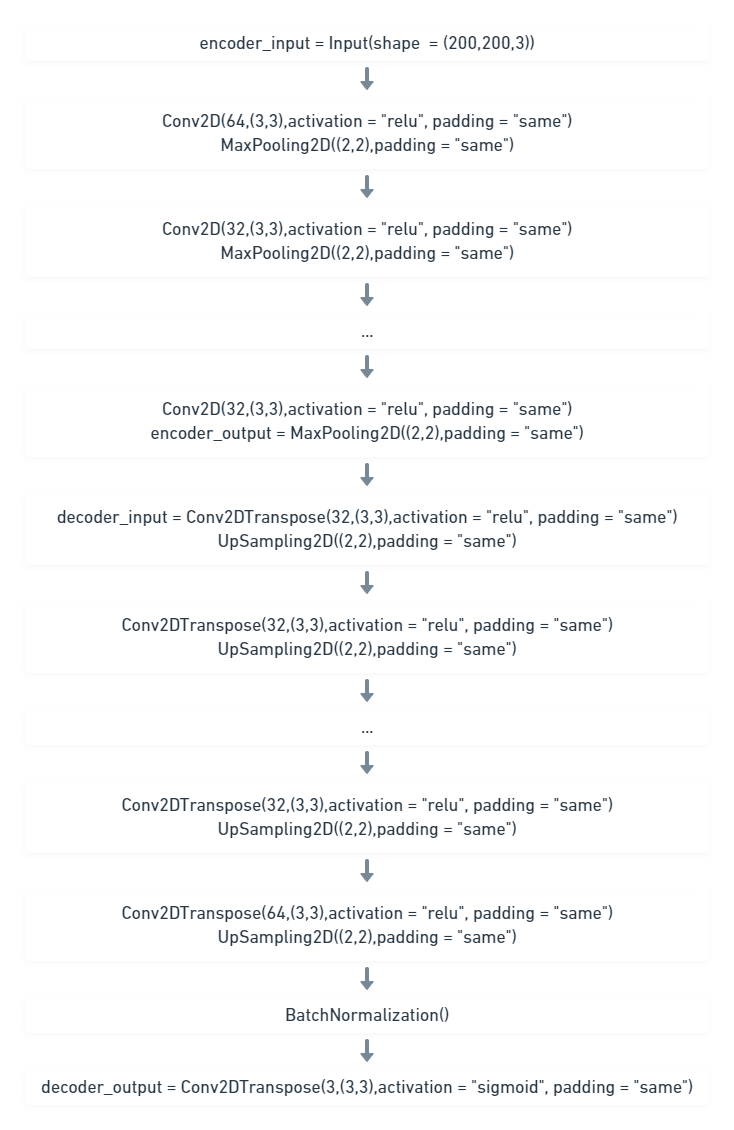 encoder_input = Input(shape  = (200,200,3))
Conv2D(64,(3,3),activation = "relu", padding = "same")
MaxPooling2D((2,2),padding = "same")
Conv2D(32,(3,3),activation = "relu", padding = "same")
MaxPooling2D((2,2),padding = "same")
...
Conv2D(32,(3,3),activation = "relu", padding = "same")
encoder_output = MaxPooling2D((2,2),padding = "same")
decoder_input = Conv2DTranspose(32,(3,3),activation = "relu", padding = "same")
UpSampling2D((2,2),padding = "same")
Conv2DTranspose(32,(3,3),activation = "relu", padding = "same")
UpSampling2D((2,2),padding = "same")
...
Conv2DTranspose(32,(3,3),activation = "relu", padding = "same")
UpSampling2D((2,2),padding = "same")
Conv2DTranspose(64,(3,3),activation = "relu", padding = "same")
UpSampling2D((2,2),padding = "same")
BatchNormalization()
decoder_output = Conv2DTranspose(3,(3,3),activation = "sigmoid", padding = "same")